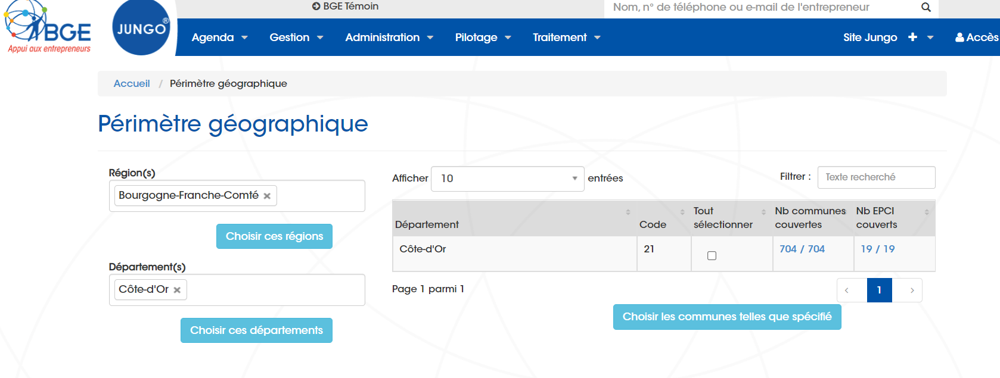 BGE Témoin
Nom, n° de téléphone ou e-mail de l'entrepreneur
BGE
Appui aux entrepreneurs
JUNGO®
Agenda
Gestion
Administration
Pilotage
Traitement
Site Jungo
Accès
Accueil / Périmètre géographique
Périmètre géographique
Région(s)
Bourgogne-Franche-Comté ×
Choisir ces régions
Département(s)
Côte-d'Or ×
Choisir ces départements
Afficher 10 entrées
Filtrer : Texte recherché
Département
Code
Tout
sélectionner
Nb communes
couvertes
Nb EPCI
couverts
Côte-d'Or 21 704 / 704 19 / 19
Page 1 parmi 1
‹ 1 ›
Choisir les communes telles que spécifié